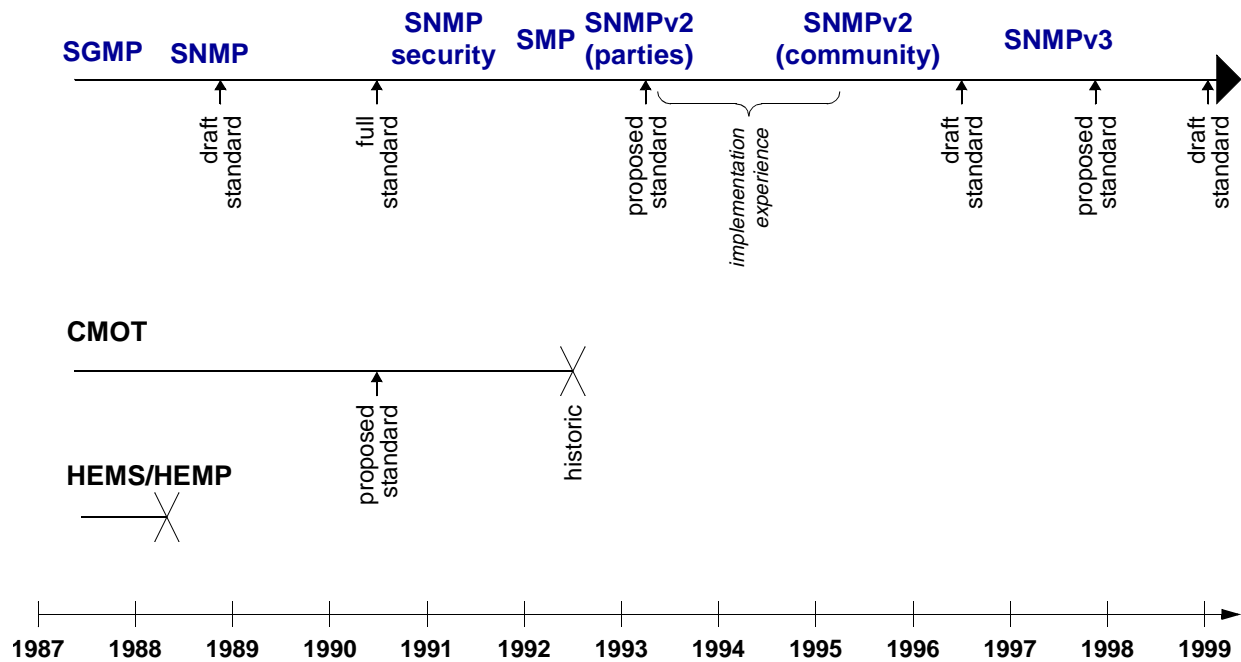 SGMP
SNMP
SNMP
security
SMP
SNMPv2
(parties)
SNMPv2
(community)
SNMPv3
draft
standard
full
standard
proposed
standard
implementation
experience
draft
standard
proposed
standard
draft
standard
CMOT
proposed
standard
historic
HEMS/HEMP
1987 1988 1989 1990 1991 1992 1993 1994 1995 1996 1997 1998 1999